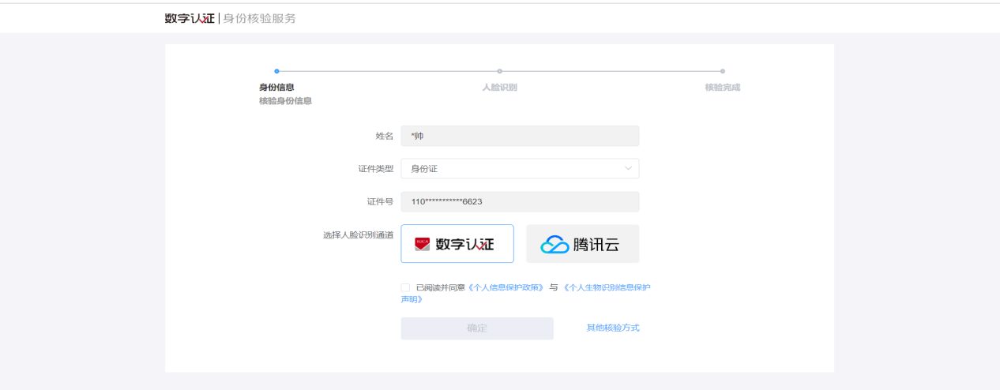 数字认证 | 身份核验服务
身份信息 人脸识别 核验完成
核验身份信息
姓名 *帅
证件类型 身份证
证件号 110***********6623
选择人脸识别通道 数字认证 腾讯云
已阅读并同意《个人信息保护政策》 与 《个人生物识别信息保护
声明》
确定 其他核验方式